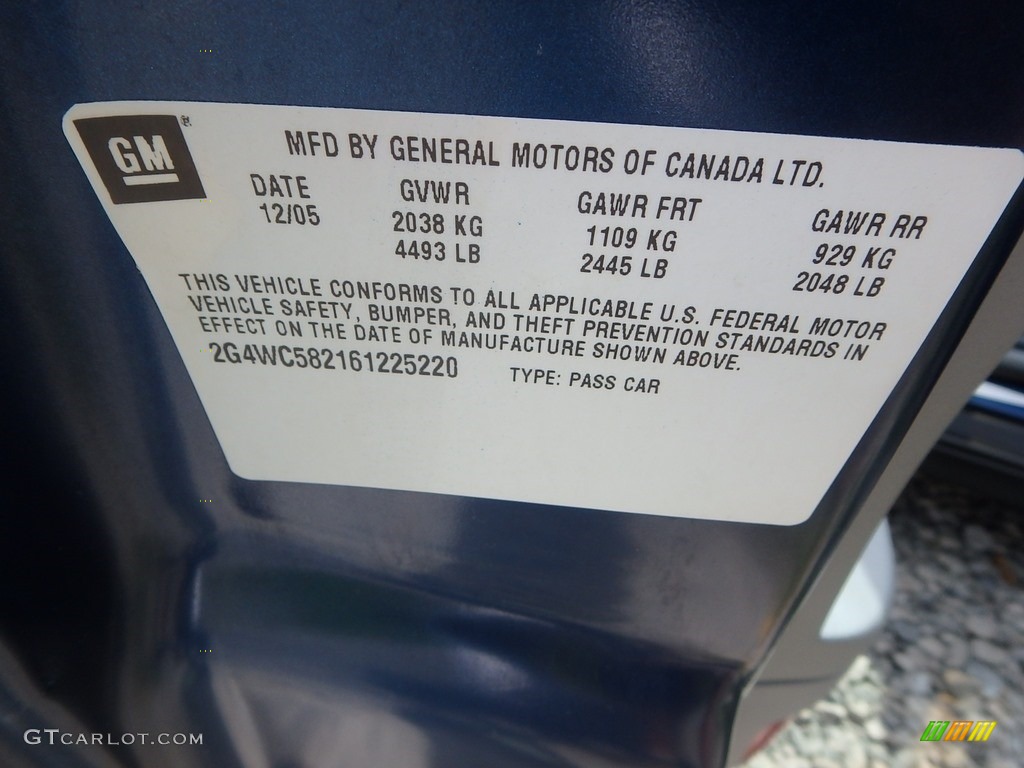 GM
MFD BY GENERAL MOTORS OF CANADA LTD.
DATE GVWR GAWR FRT GAWR RR
12/05 2038 KG 1109 KG 929 KG
4493 LB 2445 LB 2048 LB
THIS VEHICLE CONFORMS TO ALL APPLICABLE U.S. FEDERAL MOTOR
VEHICLE SAFETY, BUMPER, AND THEFT PREVENTION STANDARDS IN
EFFECT ON THE DATE OF MANUFACTURE SHOWN ABOVE.
2G4WC582161225220 TYPE: PASS CAR
GTCARLOT.COM